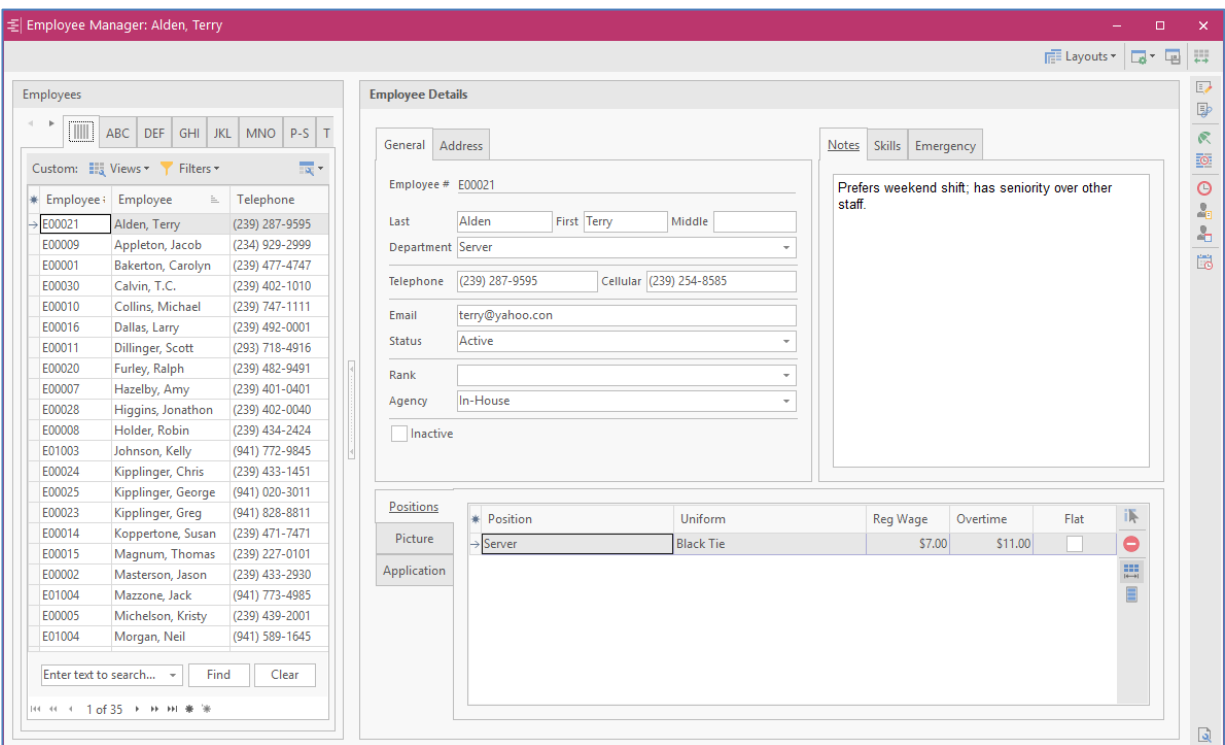 Employee Manager: Alden, Terry
Layouts
Employees
ABC DEF GHI JKL MNO P-S T
Custom: Views Filters
Employee Employee Telephone
E00021 Alden, Terry (239) 287-9595
E00009 Appleton, Jacob (234) 929-2999
E00001 Bakerton, Carolyn (239) 477-4747
E00030 Calvin, T.C. (239) 402-1010
E00010 Collins, Michael (239) 747-1111
E00016 Dallas, Larry (239) 492-0001
E00011 Dillinger, Scott (293) 718-4916
E00020 Furley, Ralph (239) 482-9491
E00007 Hazelby, Amy (239) 401-0401
E00028 Higgins, Jonathon (239) 402-0040
E00008 Holder, Robin (239) 434-2424
E01003 Johnson, Kelly (941) 772-9845
E00024 Kipplinger, Chris (239) 433-1451
E00025 Kipplinger, George (941) 020-3011
E00023 Kipplinger, Greg (941) 828-8811
E00014 Koppertone, Susan (239) 471-7471
E00015 Magnum, Thomas (239) 227-0101
E00002 Masterson, Jason (239) 433-2930
E01004 Mazzone, Jack (941) 773-4985
E00005 Michelson, Kristy (239) 439-2001
E01004 Morgan, Neil (941) 589-1645
Enter text to search... Find Clear
1 of 35
Employee Details
General Address
Employee # E00021
Last Alden First Terry Middle
Department Server
Telephone (239) 287-9595 Cellular (239) 254-8585
Email terry@yahoo.con
Status Active
Rank
Agency In-House
Inactive
Notes Skills Emergency
Prefers weekend shift; has seniority over other
staff.
Positions
Picture
Application
Position Uniform Reg Wage Overtime Flat
Server Black Tie $7.00 $11.00